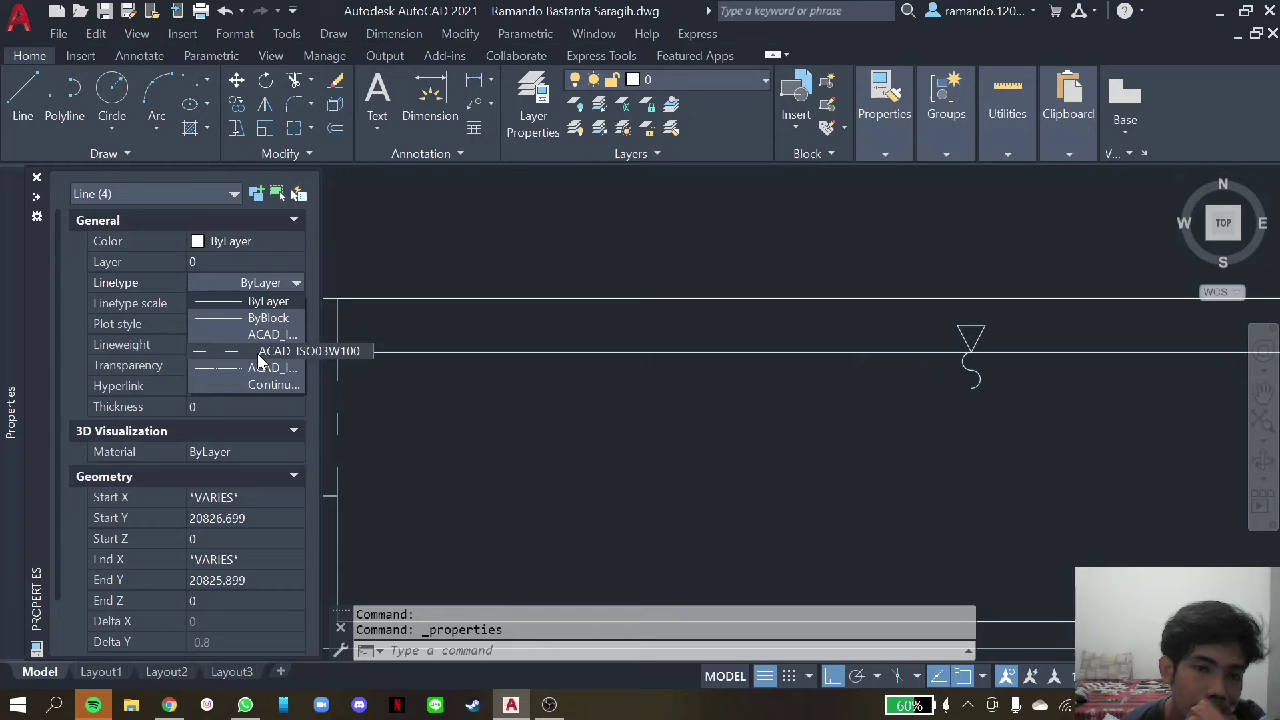 Autodesk AutoCAD 2021 Ramando Bastanta Saragih.dwg Type a keyword or phrase ramando.120...
File Edit View Insert Format Tools Draw Dimension Modify Parametric Window Help Express
Home Insert Annotate Parametric View Manage Output Add-ins Collaborate Express Tools Featured Apps
0
Line Polyline Circle Arc Text Dimension Layer Properties Insert Properties Groups Utilities Clipboard Base
Draw Modify Annotation Layers Block V...
Line (4)
General
Color ByLayer
Layer 0
Linetype ByLayer
Linetype scale ByLayer
Plot style ByBlock
ACAD_I...
Lineweight ACAD_ISO03W100
Transparency ACAD_I...
Hyperlink Continu...
Thickness 0
3D Visualization
Material ByLayer
Geometry
Start X *VARIES*
Start Y 20826.699
Start Z 0
End X *VARIES*
End Y 20825.899
End Z 0
Delta X 0
Delta Y -0.8
Properties
PROPERTIES
N
W TOP E
S
WCS
Command:
Command: _properties
Type a command
Model Layout1 Layout2 Layout3 + MODEL
60%